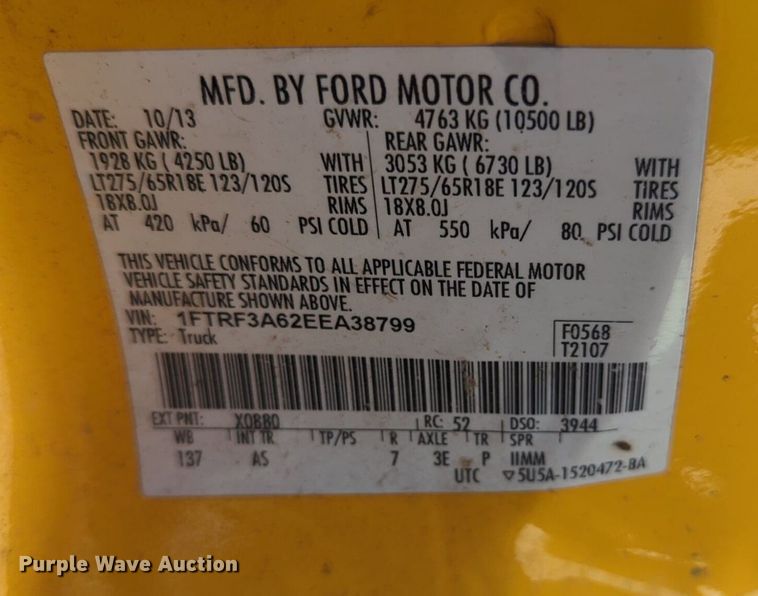 MFD. BY FORD MOTOR CO.
DATE: 10/13 GVWR: 4763 KG (10500 LB)
FRONT GAWR: REAR GAWR:
1928 KG ( 4250 LB) WITH 3053 KG ( 6730 LB) WITH
LT275/65R18E 123/120S TIRES LT275/65R18E 123/120S TIRES
18X8.0J RIMS 18X8.0J RIMS
AT 420 kPa/ 60 PSI COLD AT 550 kPa/ 80 PSI COLD
THIS VEHICLE CONFORMS TO ALL APPLICABLE FEDERAL MOTOR
VEHICLE SAFETY STANDARDS IN EFFECT ON THE DATE OF
MANUFACTURE SHOWN ABOVE.
VIN: 1FTRF3A62EEA38799 F0568
TYPE: Truck T2107
EXT PNT: X0BB0 RC: 52 DSO: 3944
WB INT TR TP/PS R AXLE TR SPR
137 AS 7 3E P IIMM
UTC ▽5U5A-1520472-BA
Purple Wave Auction